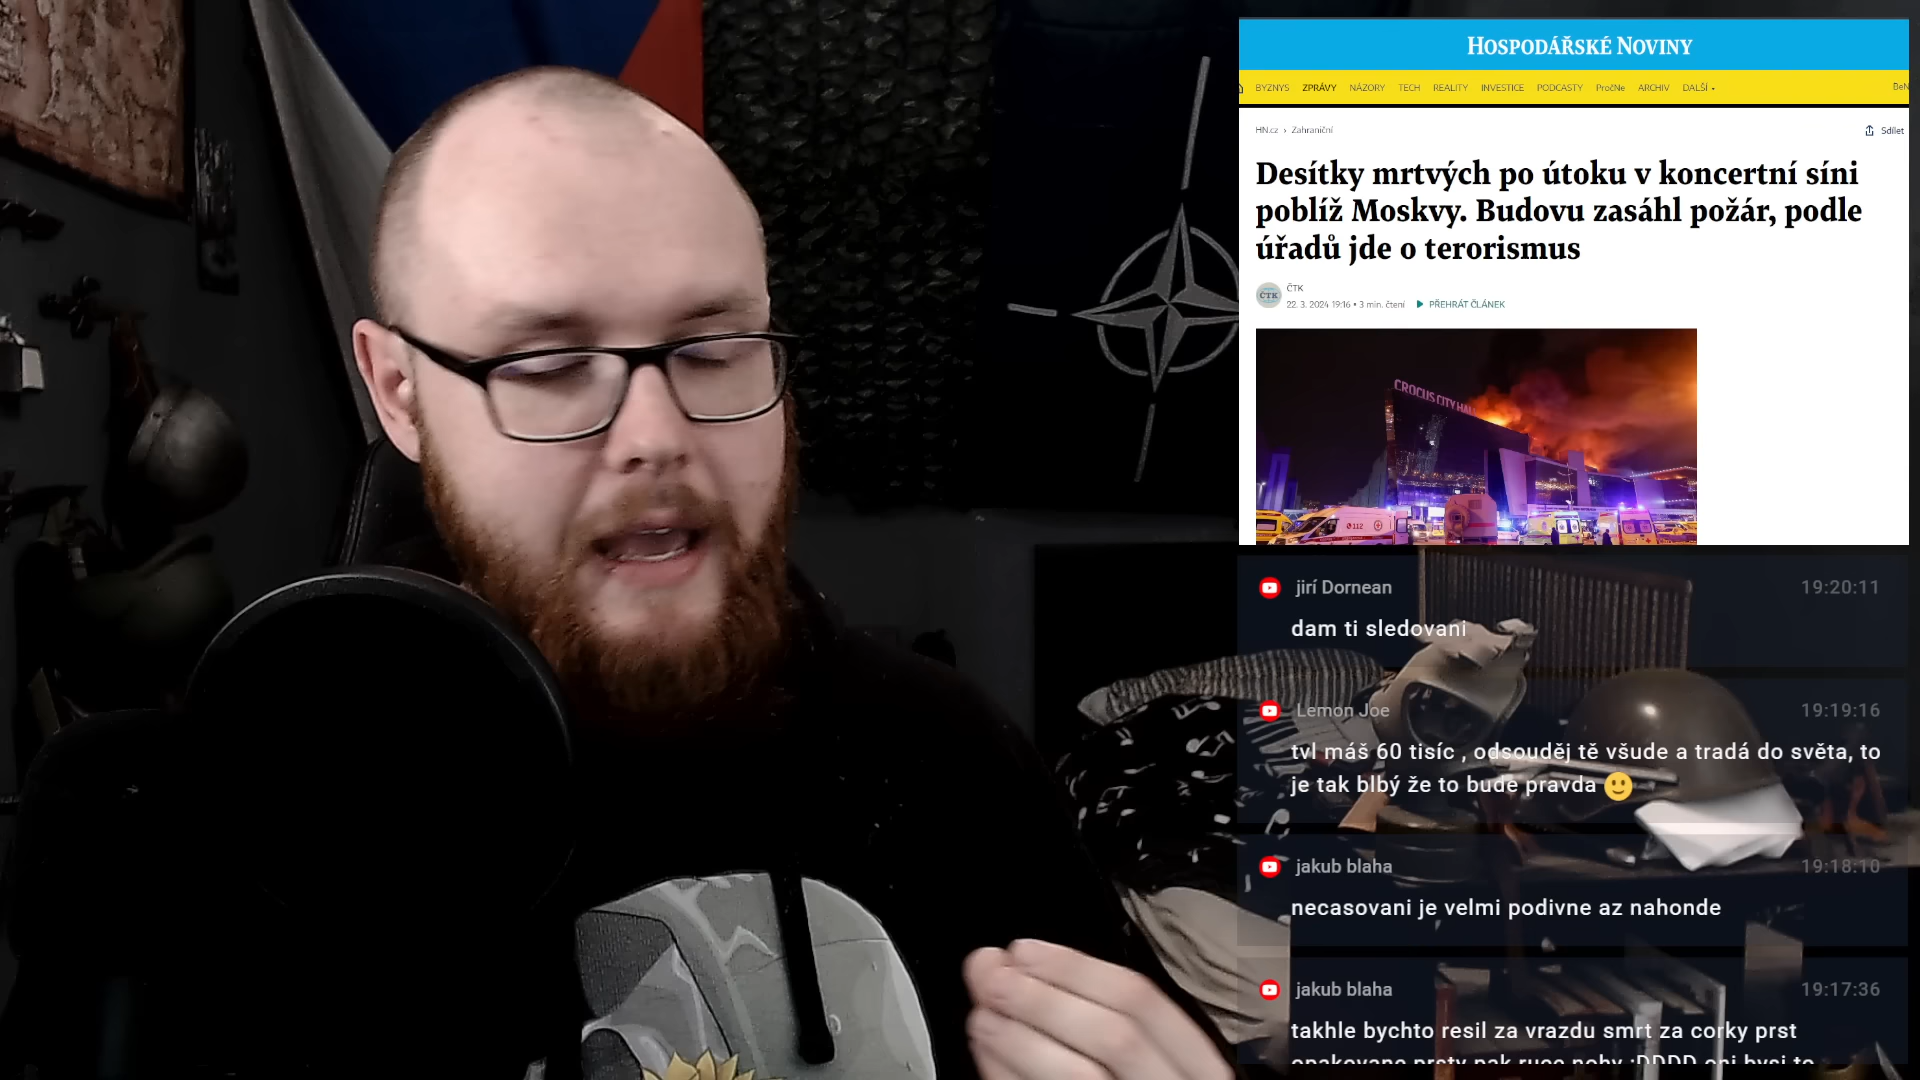 HOSPODÁŘSKÉ NOVINY
BYZNYS ZPRÁVY NÁZORY TECH REALITY INVESTICE PODCASTY PročNe ARCHIV DALŠÍ
HN.cz › Zahraniční
Sdílet
Desítky mrtvých po útoku v koncertní síni
poblíž Moskvy. Budovu zasáhl požár, podle
úřadů jde o terorismus
ČTK
ČTK
22. 3. 2024 19:16 • 3 min. čtení PŘEHRÁT ČLÁNEK
CROCUS CITY HALL
112
jirí Dornean 19:20:11
dam ti sledovani
Lemon Joe 19:19:16
tvl máš 60 tisíc , odsouděj tě všude a tradá do světa, to
je tak blbý že to bude pravda 🙂
jakub blaha 19:18:10
necasovani je velmi podivne az nahonde
jakub blaha 19:17:36
takhle bychto resil za vrazdu smrt za corky prst